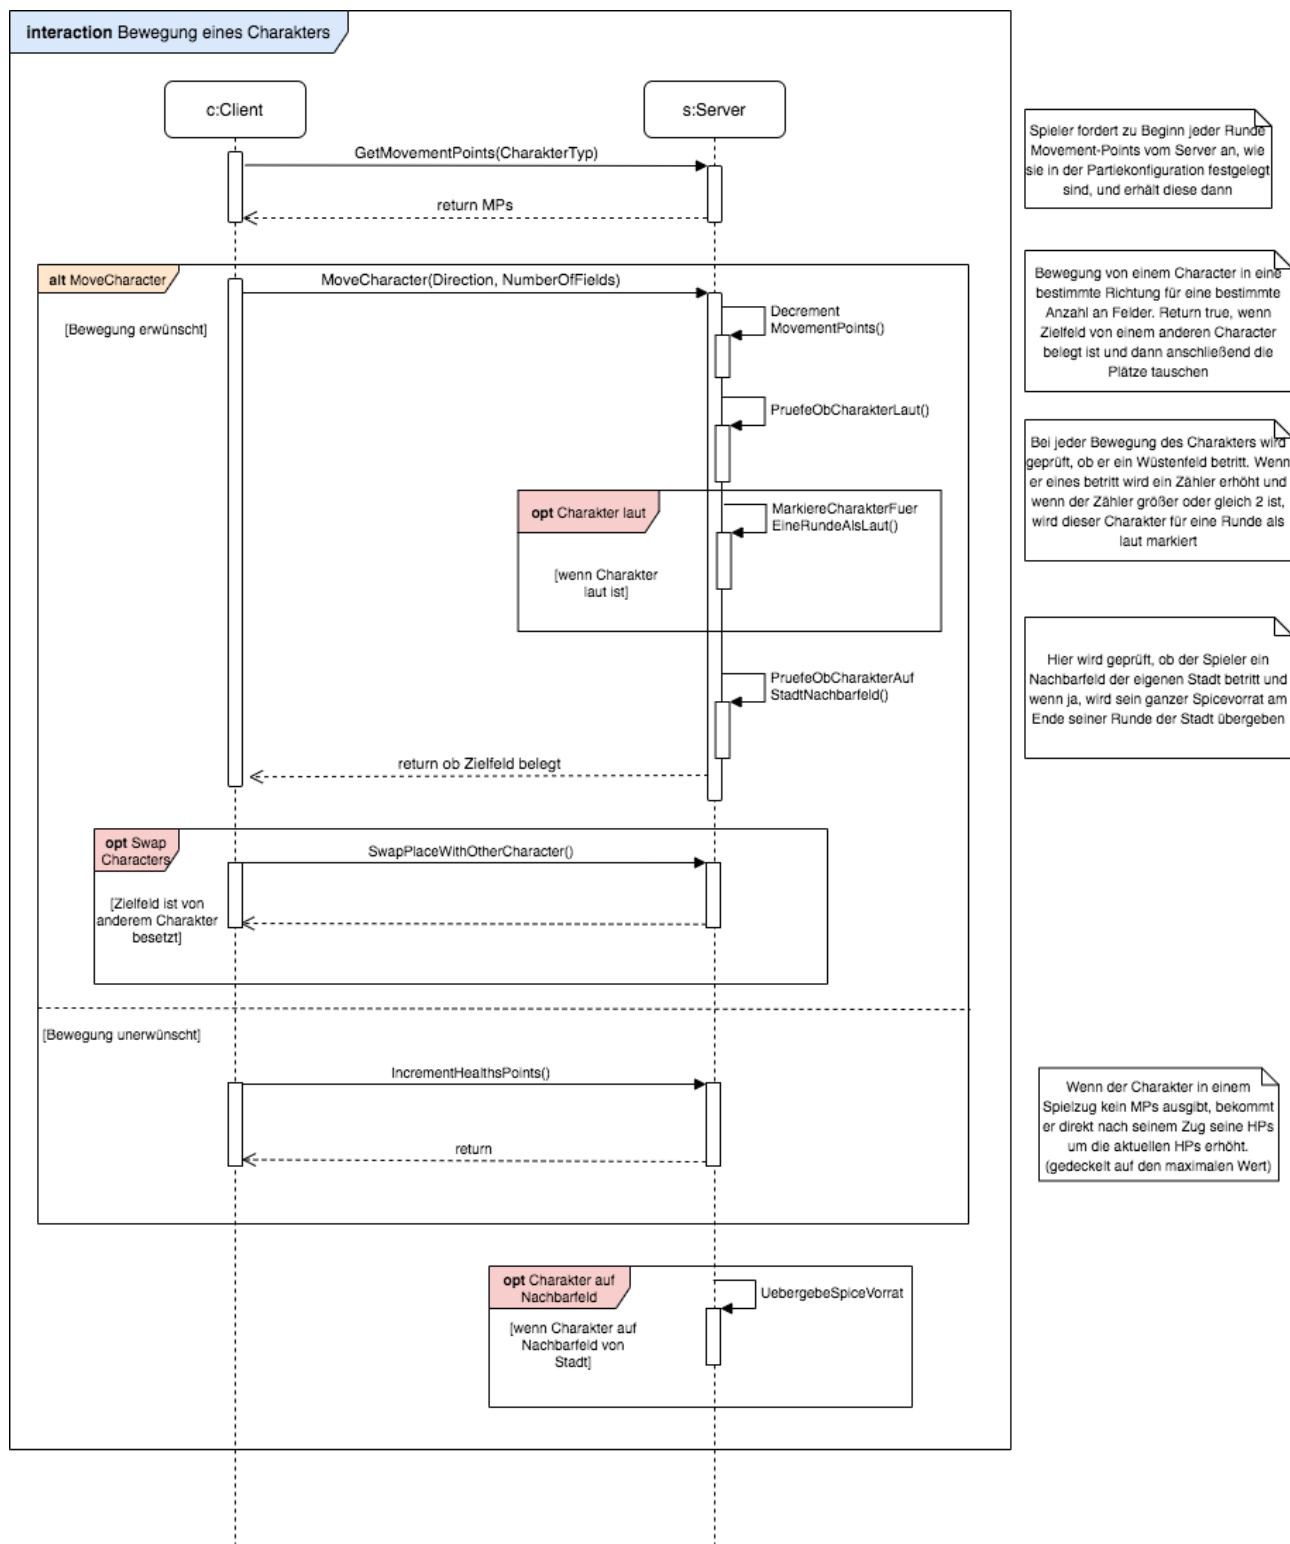 interaction Bewegung eines Charakters
c:Client
s:Server
GetMovementPoints(CharakterTyp)
return MPs
Spieler fordert zu Beginn jeder Runde
Movement-Points vom Server an, wie
sie in der Partiekonfiguration festgelegt
sind, und erhält diese dann
alt MoveCharacter
[Bewegung erwünscht]
MoveCharacter(Direction, NumberOfFields)
Decrement
MovementPoints()
Bewegung von einem Character in eine
bestimmte Richtung für eine bestimmte
Anzahl an Felder. Return true, wenn
Zielfeld von einem anderen Character
belegt ist und dann anschließend die
Plätze tauschen
PruefeObCharakterLaut()
Bei jeder Bewegung des Charakters wird
geprüft, ob er ein Wüstenfeld betritt. Wenn
er eines betritt wird ein Zähler erhöht und
wenn der Zähler größer oder gleich 2 ist,
wird dieser Charakter für eine Runde als
laut markiert
opt Charakter laut
[wenn Charakter
laut ist]
MarkiereCharakterFuer
EineRundeAlsLaut()
PruefeObCharakterAuf
StadtNachbarfeld()
Hier wird geprüft, ob der Spieler ein
Nachbarfeld der eigenen Stadt betritt und
wenn ja, wird sein ganzer Spicevorrat am
Ende seiner Runde der Stadt übergeben
return ob Zielfeld belegt
opt Swap
Characters
[Zielfeld ist von
anderem Charakter
besetzt]
SwapPlaceWithOtherCharacter()
[Bewegung unerwünscht]
IncrementHealthsPoints()
return
Wenn der Charakter in einem
Spielzug kein MPs ausgibt, bekommt
er direkt nach seinem Zug seine HPs
um die aktuellen HPs erhöht.
(gedeckelt auf den maximalen Wert)
opt Charakter auf
Nachbarfeld
[wenn Charakter auf
Nachbarfeld von
Stadt]
UebergebeSpiceVorrat